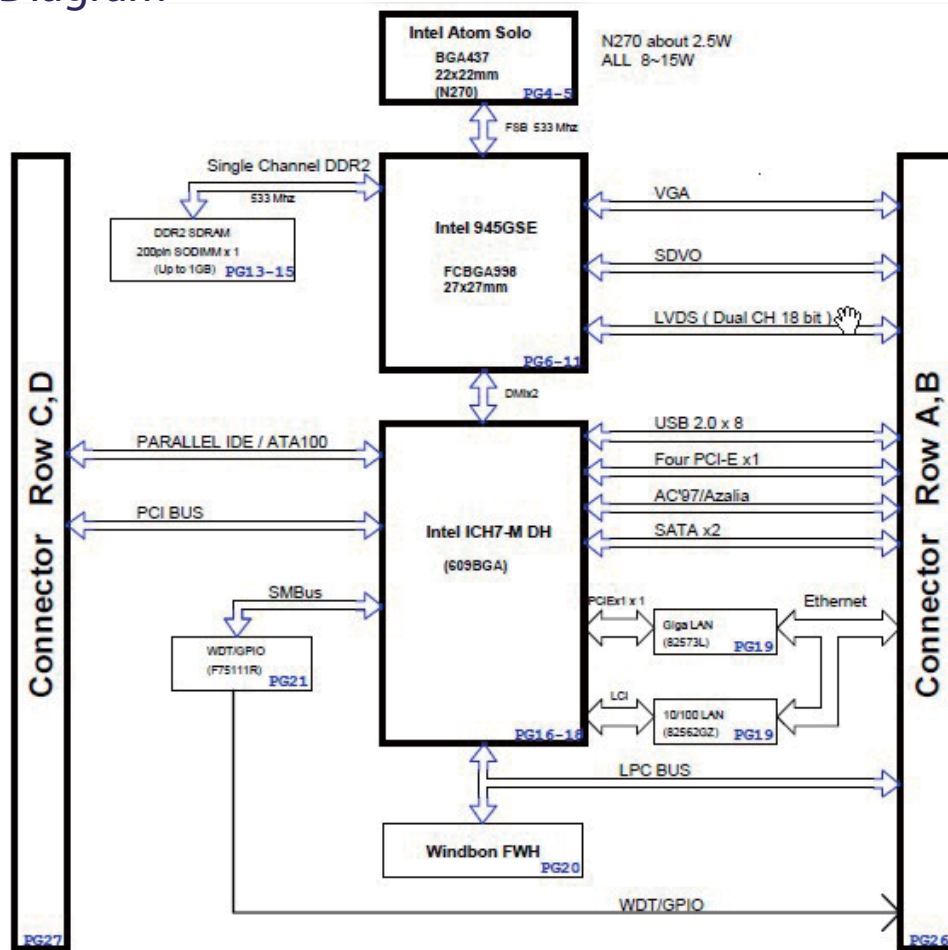 Diagram
Intel Atom Solo
BGA437
22x22mm
(N270)
PG4-5
N270 about 2.5W
ALL 8~15W
FSB 533 Mhz
Single Channel DDR2
533 Mhz
DDR2 SDRAM
200pin SODIMM x 1
(Up to 1GB)
PG13-15
Intel 945GSE
FCBGA998
27x27mm
PG6-11
VGA
SDVO
LVDS ( Dual CH 18 bit )
DMIx2
Connector Row C,D
PG27
Connector Row A,B
PG26
PARALLEL IDE / ATA100
PCI BUS
Intel ICH7-M DH
(609BGA)
PG16-18
USB 2.0 x 8
Four PCI-E x1
AC'97/Azalia
SATA x2
SMBus
WDT/GPIO
(F75111R)
PG21
PCIEx1 x 1
Giga LAN
(82573L)
PG19
Ethernet
LCI
10/100 LAN
(82562GZ)
PG19
LPC BUS
Windbon FWH
PG20
WDT/GPIO